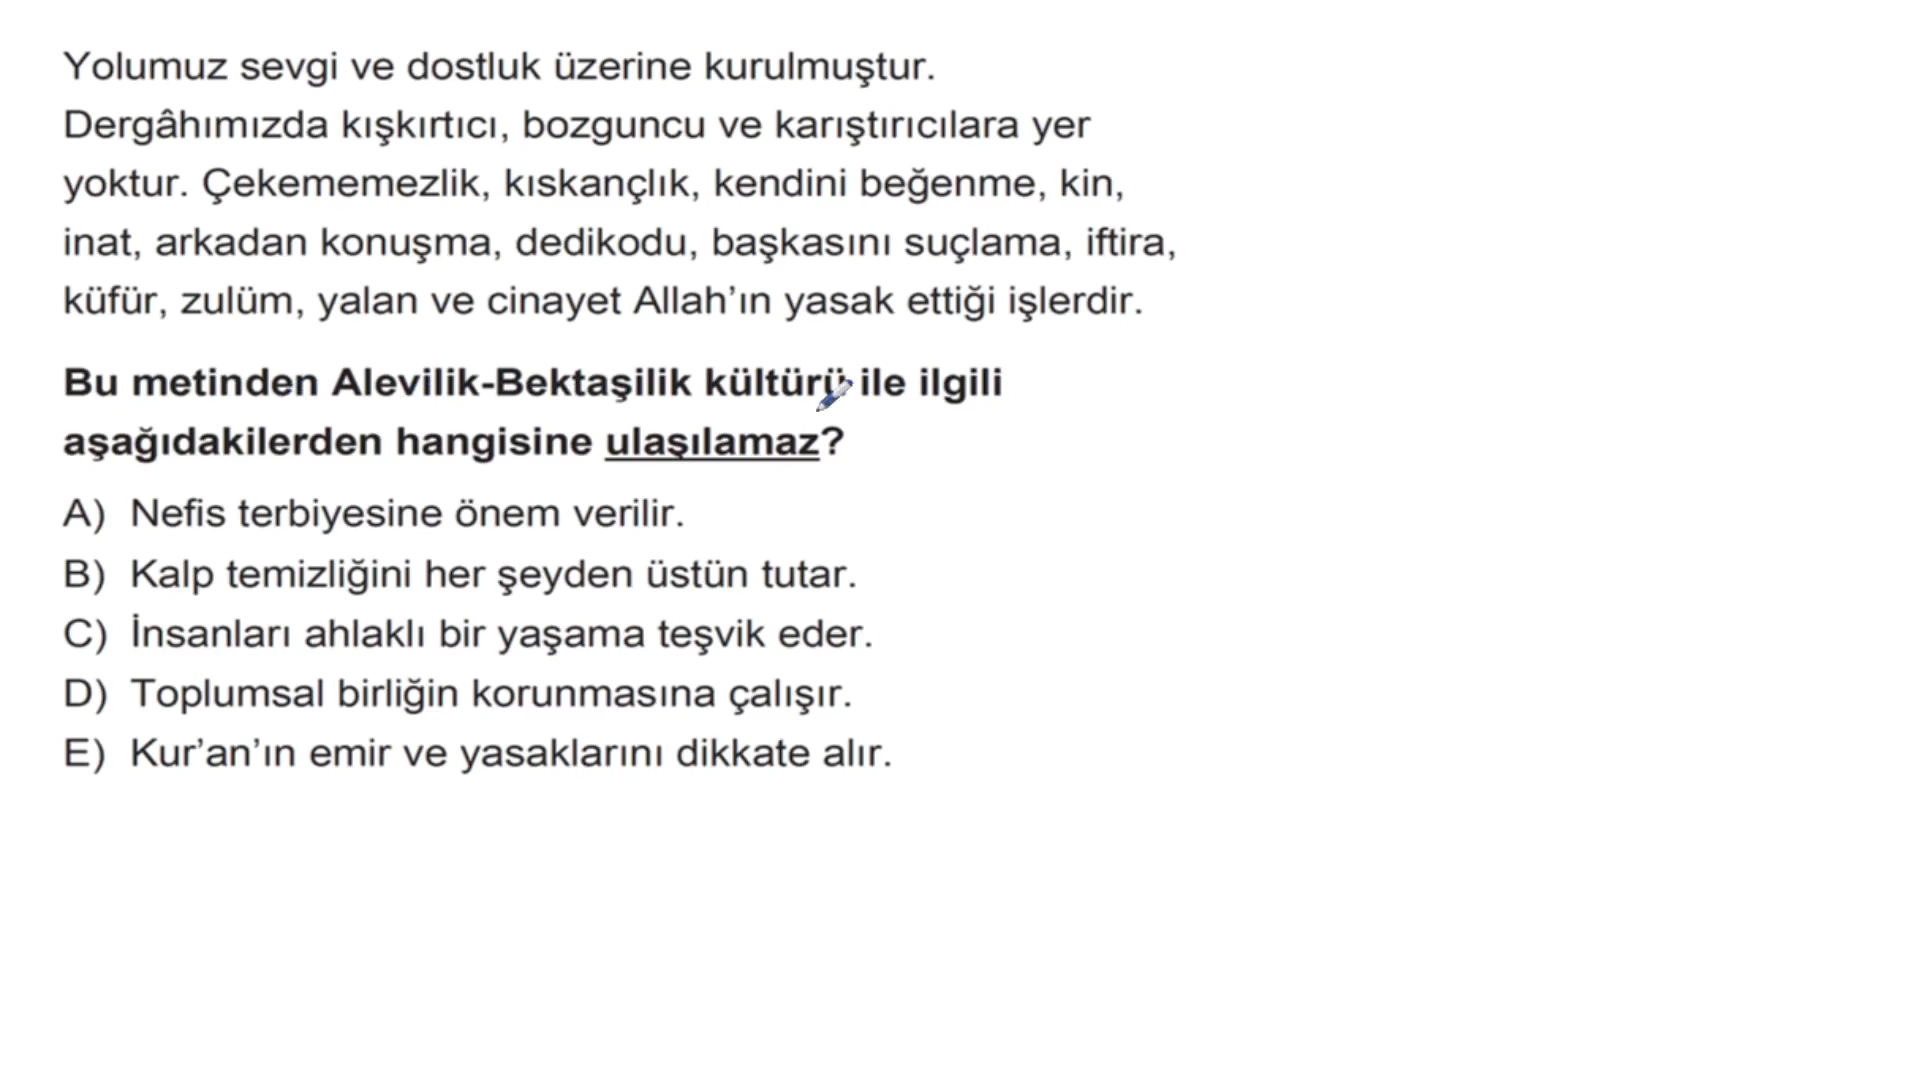 Yolumuz sevgi ve dostluk üzerine kurulmuştur.
Dergâhımızda kışkırtıcı, bozguncu ve karıştırıcılara yer
yoktur. Çekememezlik, kıskançlık, kendini beğenme, kin,
inat, arkadan konuşma, dedikodu, başkasını suçlama, iftira,
küfür, zulüm, yalan ve cinayet Allah’ın yasak ettiği işlerdir.
Bu metinden Alevilik-Bektaşilik kültürü ile ilgili
aşağıdakilerden hangisine ulaşılamaz?
A) Nefis terbiyesine önem verilir.
B) Kalp temizliğini her şeyden üstün tutar.
C) İnsanları ahlaklı bir yaşama teşvik eder.
D) Toplumsal birliğin korunmasına çalışır.
E) Kur’an’ın emir ve yasaklarını dikkate alır.